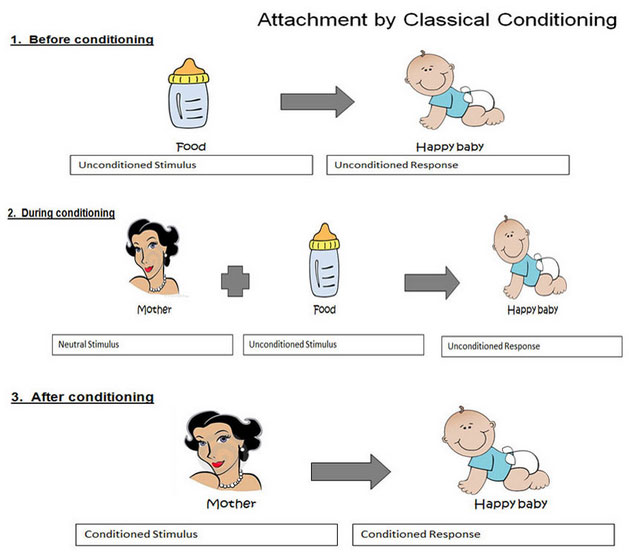 Attachment by Classical Conditioning
1. Before conditioning
Food
Happy baby
Unconditioned Stimulus
Unconditioned Response
2. During conditioning
Mother
Food
Happy baby
Neutral Stimulus
Unconditioned Stimulus
Unconditioned Response
3. After conditioning
Mother
Happy baby
Conditioned Stimulus
Conditioned Response